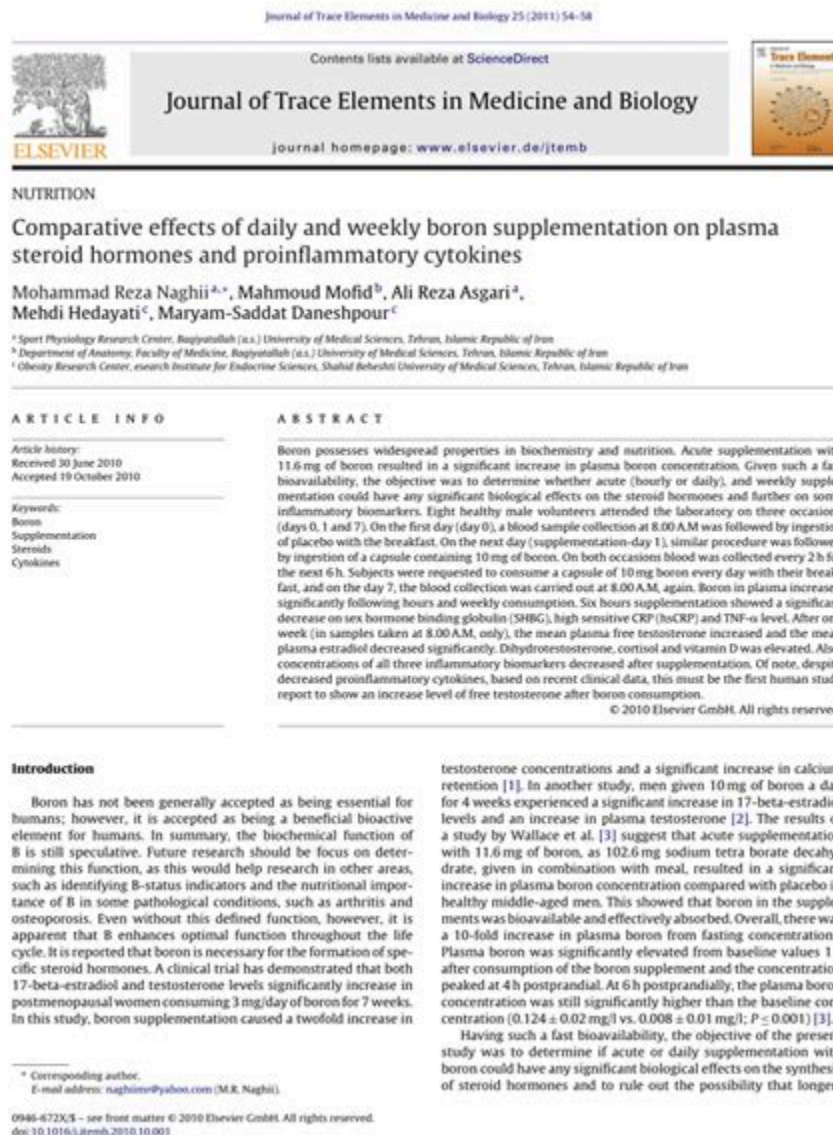 Journal of Trace Elements in Medicine and Biology 25 (2011) 54–58
Contents lists available at ScienceDirect
Journal of Trace Elements in Medicine and Biology
journal homepage: www.elsevier.de/jtemb
ELSEVIER
Trace Elements
NUTRITION
Comparative effects of daily and weekly boron supplementation on plasma
steroid hormones and proinflammatory cytokines
Mohammad Reza Naghii a,*, Mahmoud Mofid b, Ali Reza Asgari a,
Mehdi Hedayati c, Maryam-Saddat Daneshpour c
a Sport Physiology Research Center, Baqiyatallah (a.s.) University of Medical Sciences, Tehran, Islamic Republic of Iran
b Department of Anatomy, Faculty of Medicine, Baqiyatallah (a.s.) University of Medical Sciences, Tehran, Islamic Republic of Iran
c Obesity Research Center, esearch Institute for Endocrine Sciences, Shahid Beheshti University of Medical Sciences, Tehran, Islamic Republic of Iran
ARTICLE INFO
Article history:
Received 30 June 2010
Accepted 19 October 2010
Keywords:
Boron
Supplementation
Steroids
Cytokines
ABSTRACT
Boron possesses widespread properties in biochemistry and nutrition. Acute supplementation wit
11.6 mg of boron resulted in a significant increase in plasma boron concentration. Given such a fa
bioavailability, the objective was to determine whether acute (hourly or daily), and weekly supple
mentation could have any significant biological effects on the steroid hormones and further on som
inflammatory biomarkers. Eight healthy male volunteers attended the laboratory on three occasion
(days 0, 1 and 7). On the first day (day 0), a blood sample collection at 8.00 A.M was followed by ingestio
of placebo with the breakfast. On the next day (supplementation-day 1), similar procedure was followe
by ingestion of a capsule containing 10 mg of boron. On both occasions blood was collected every 2 h fo
the next 6 h. Subjects were requested to consume a capsule of 10 mg boron every day with their break
fast, and on the day 7, the blood collection was carried out at 8.00 A.M, again. Boron in plasma increase
significantly following hours and weekly consumption. Six hours supplementation showed a significan
decrease on sex hormone binding globulin (SHBG), high sensitive CRP (hsCRP) and TNF-α level. After on
week (in samples taken at 8.00 A.M, only), the mean plasma free testosterone increased and the mea
plasma estradiol decreased significantly. Dihydrotestosterone, cortisol and vitamin D was elevated. Als
concentrations of all three inflammatory biomarkers decreased after supplementation. Of note, despit
decreased proinflammatory cytokines, based on recent clinical data, this must be the first human stud
report to show an increase level of free testosterone after boron consumption.
© 2010 Elsevier GmbH. All rights reserve
Introduction
Boron has not been generally accepted as being essential for
humans; however, it is accepted as being a beneficial bioactive
element for humans. In summary, the biochemical function of
B is still speculative. Future research should be focus on deter-
mining this function, as this would help research in other areas,
such as identifying B-status indicators and the nutritional impor-
tance of B in some pathological conditions, such as arthritis and
osteoporosis. Even without this defined function, however, it is
apparent that B enhances optimal function throughout the life
cycle. It is reported that boron is necessary for the formation of spe-
cific steroid hormones. A clinical trial has demonstrated that both
17-beta-estradiol and testosterone levels significantly increase in
postmenopausal women consuming 3 mg/day of boron for 7 weeks.
In this study, boron supplementation caused a twofold increase in
* Corresponding author.
E-mail address: naghiimr@yahoo.com (M.R. Naghii).
0946-672X/$ – see front matter © 2010 Elsevier GmbH. All rights reserved.
doi:10.1016/j.jtemb.2010.10.001
testosterone concentrations and a significant increase in calcium
retention [1]. In another study, men given 10 mg of boron a da
for 4 weeks experienced a significant increase in 17-beta-estradio
levels and an increase in plasma testosterone [2]. The results o
a study by Wallace et al. [3] suggest that acute supplementatio
with 11.6 mg of boron, as 102.6 mg sodium tetra borate decahy
drate, given in combination with meal, resulted in a significan
increase in plasma boron concentration compared with placebo i
healthy middle-aged men. This showed that boron in the supple
ments was bioavailable and effectively absorbed. Overall, there wa
a 10-fold increase in plasma boron from fasting concentration
Plasma boron was significantly elevated from baseline values 1
after consumption of the boron supplement and the concentration
peaked at 4 h postprandial. At 6 h postprandially, the plasma boro
concentration was still significantly higher than the baseline con
centration (0.124 ± 0.02 mg/l vs. 0.008 ± 0.01 mg/l; P ≤ 0.001) [3].
Having such a fast bioavailability, the objective of the presen
study was to determine if acute or daily supplementation wit
boron could have any significant biological effects on the synthesi
of steroid hormones and to rule out the possibility that longer